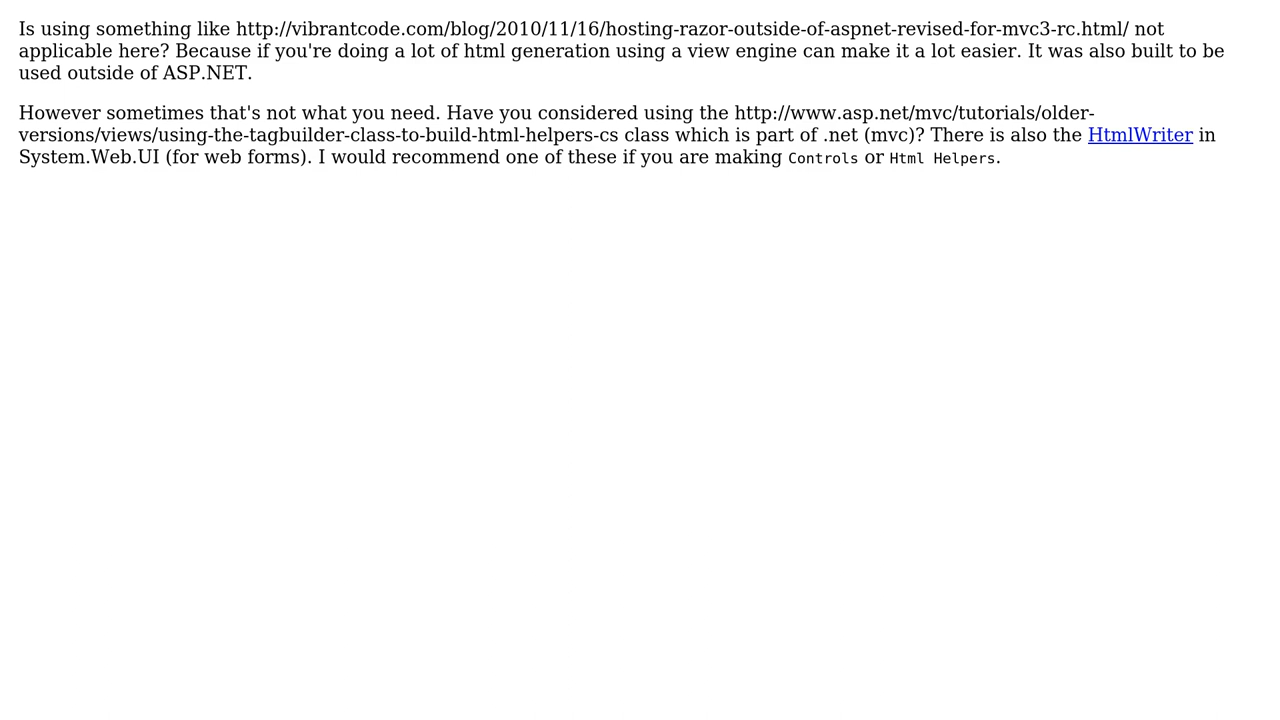 Is using something like http://vibrantcode.com/blog/2010/11/16/hosting-razor-outside-of-aspnet-revised-for-mvc3-rc.html/ not
applicable here? Because if you're doing a lot of html generation using a view engine can make it a lot easier. It was also built to be
used outside of ASP.NET.
However sometimes that's not what you need. Have you considered using the http://www.asp.net/mvc/tutorials/older-
versions/views/using-the-tagbuilder-class-to-build-html-helpers-cs class which is part of .net (mvc)? There is also the HtmlWriter in
System.Web.UI (for web forms). I would recommend one of these if you are making Controls or Html Helpers.